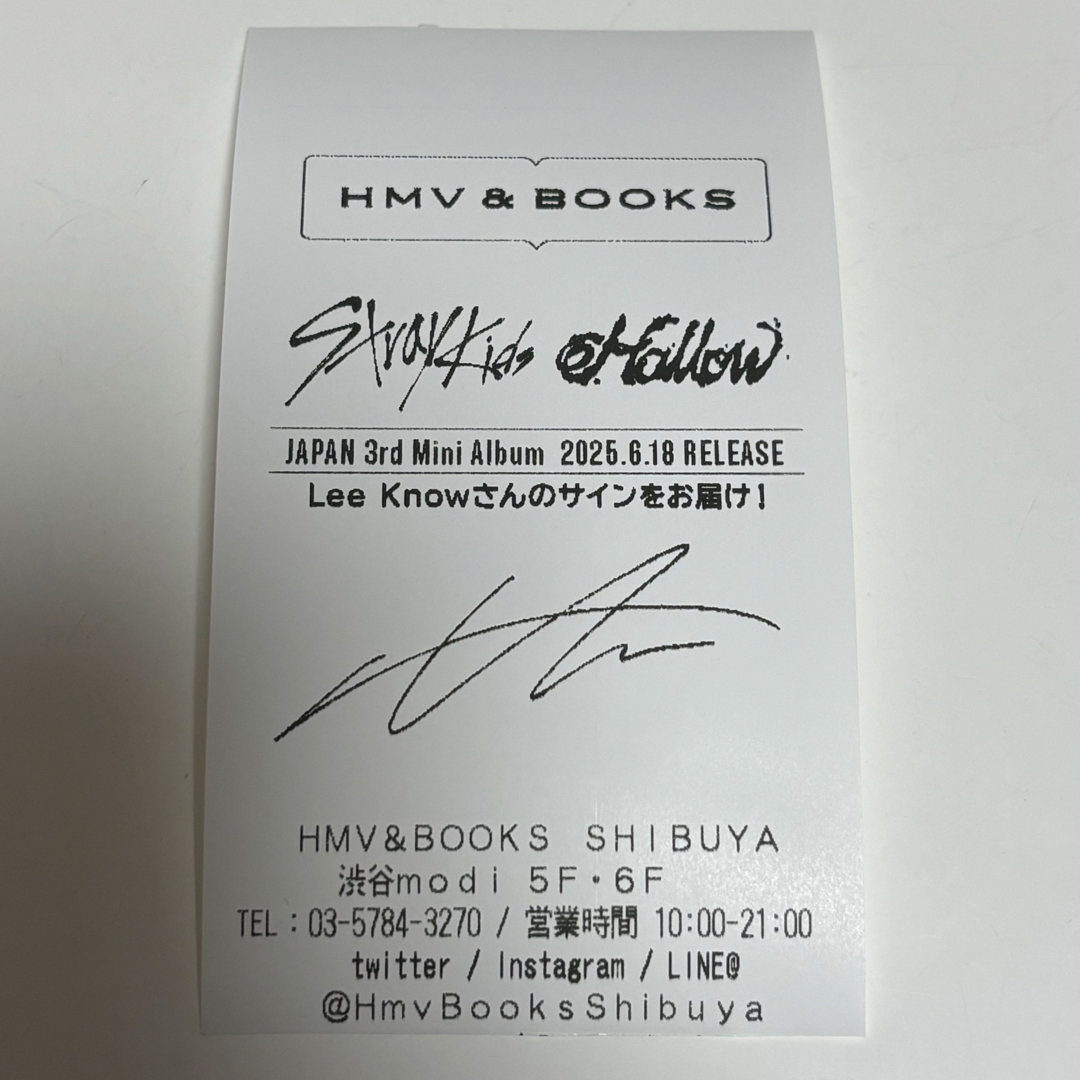 HMV & BOOKS
Stray Kids Hollow
JAPAN 3rd Mini Album 2025.6.18 RELEASE
Lee Knowさんのサインをお届け!
HMV&BOOKS SHIBUYA
渋谷modi 5F・6F
TEL:03-5784-3270 / 営業時間 10:00-21:00
twitter / Instagram / LINE@
@HmvBooksShibuya